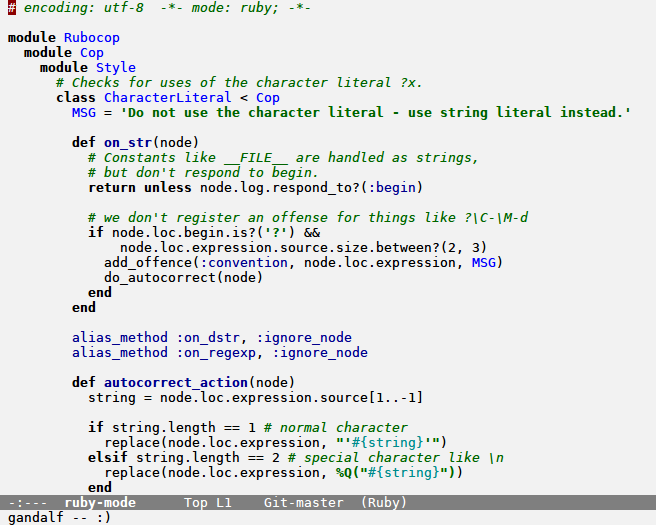 # encoding: utf-8  -*- mode: ruby; -*-

module Rubocop
  module Cop
    module Style
      # Checks for uses of the character literal ?x.
      class CharacterLiteral < Cop
        MSG = 'Do not use the character literal - use string literal instead.'

        def on_str(node)
          # Constants like __FILE__ are handled as strings,
          # but don't respond to begin.
          return unless node.log.respond_to?(:begin)

          # we don't register an offense for things like ?\C-\M-d
          if node.loc.begin.is?('?') &&
              node.loc.expression.source.size.between?(2, 3)
            add_offence(:convention, node.loc.expression, MSG)
            do_autocorrect(node)
          end
        end

        alias_method :on_dstr, :ignore_node
        alias_method :on_regexp, :ignore_node

        def autocorrect_action(node)
          string = node.loc.expression.source[1..-1]

          if string.length == 1 # normal character
            replace(node.loc.expression, "'#{string}'")
          elsif string.length == 2 # special character like \n
            replace(node.loc.expression, %Q("#{string}"))
          end
-:---  ruby-mode      Top L1    Git-master  (Ruby)
gandalf -- :)